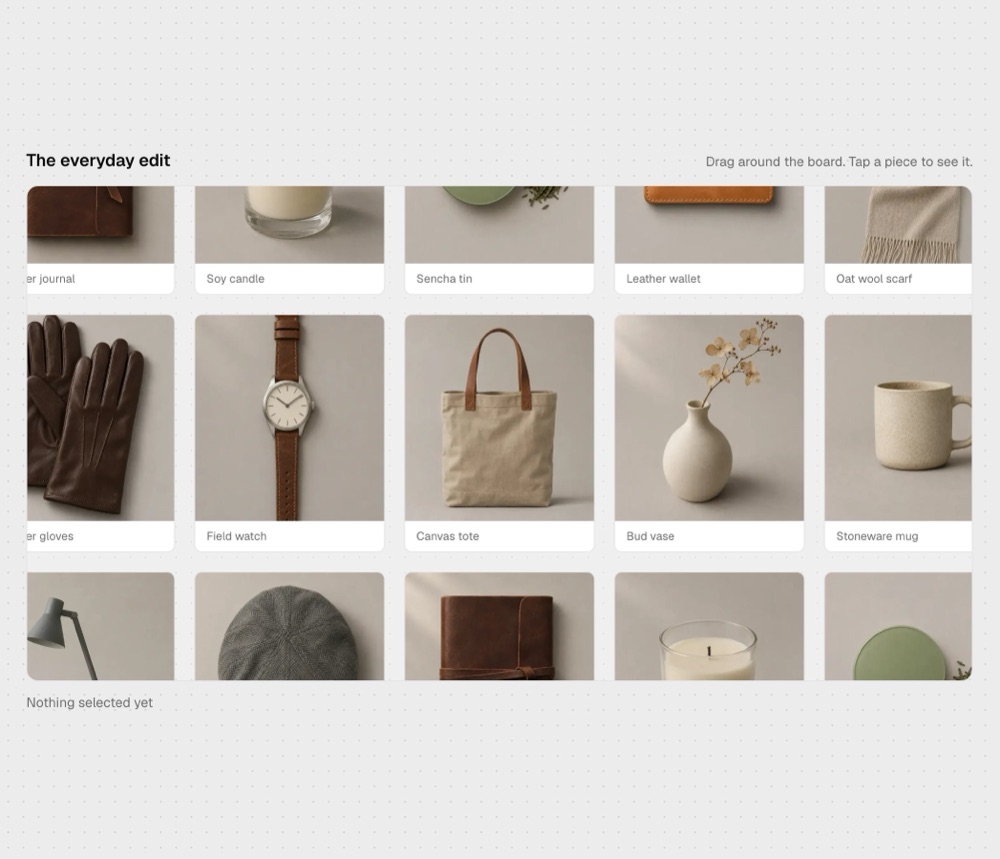 The everyday edit
Drag around the board. Tap a piece to see it.
er journal
Soy candle
Sencha tin
Leather wallet
Oat wool scarf
er gloves
Field watch
Canvas tote
Bud vase
Stoneware mug
Nothing selected yet